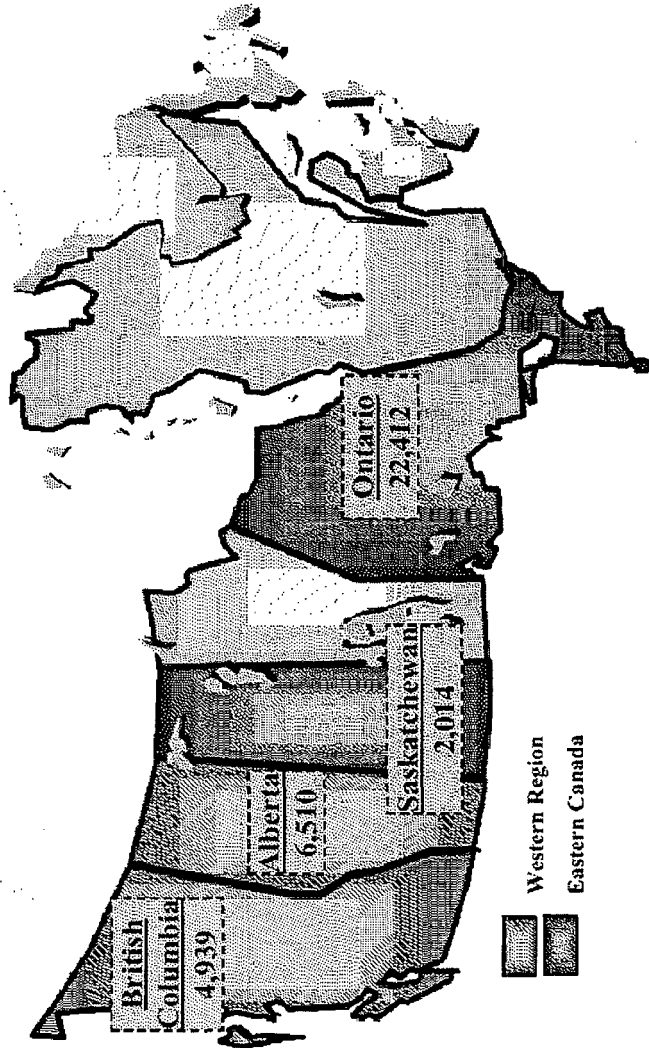 British
Columbia
4,939
Alberta
6,510
Saskatchewan
2,014
Ontario
22,412
Western Region
Eastern Canada